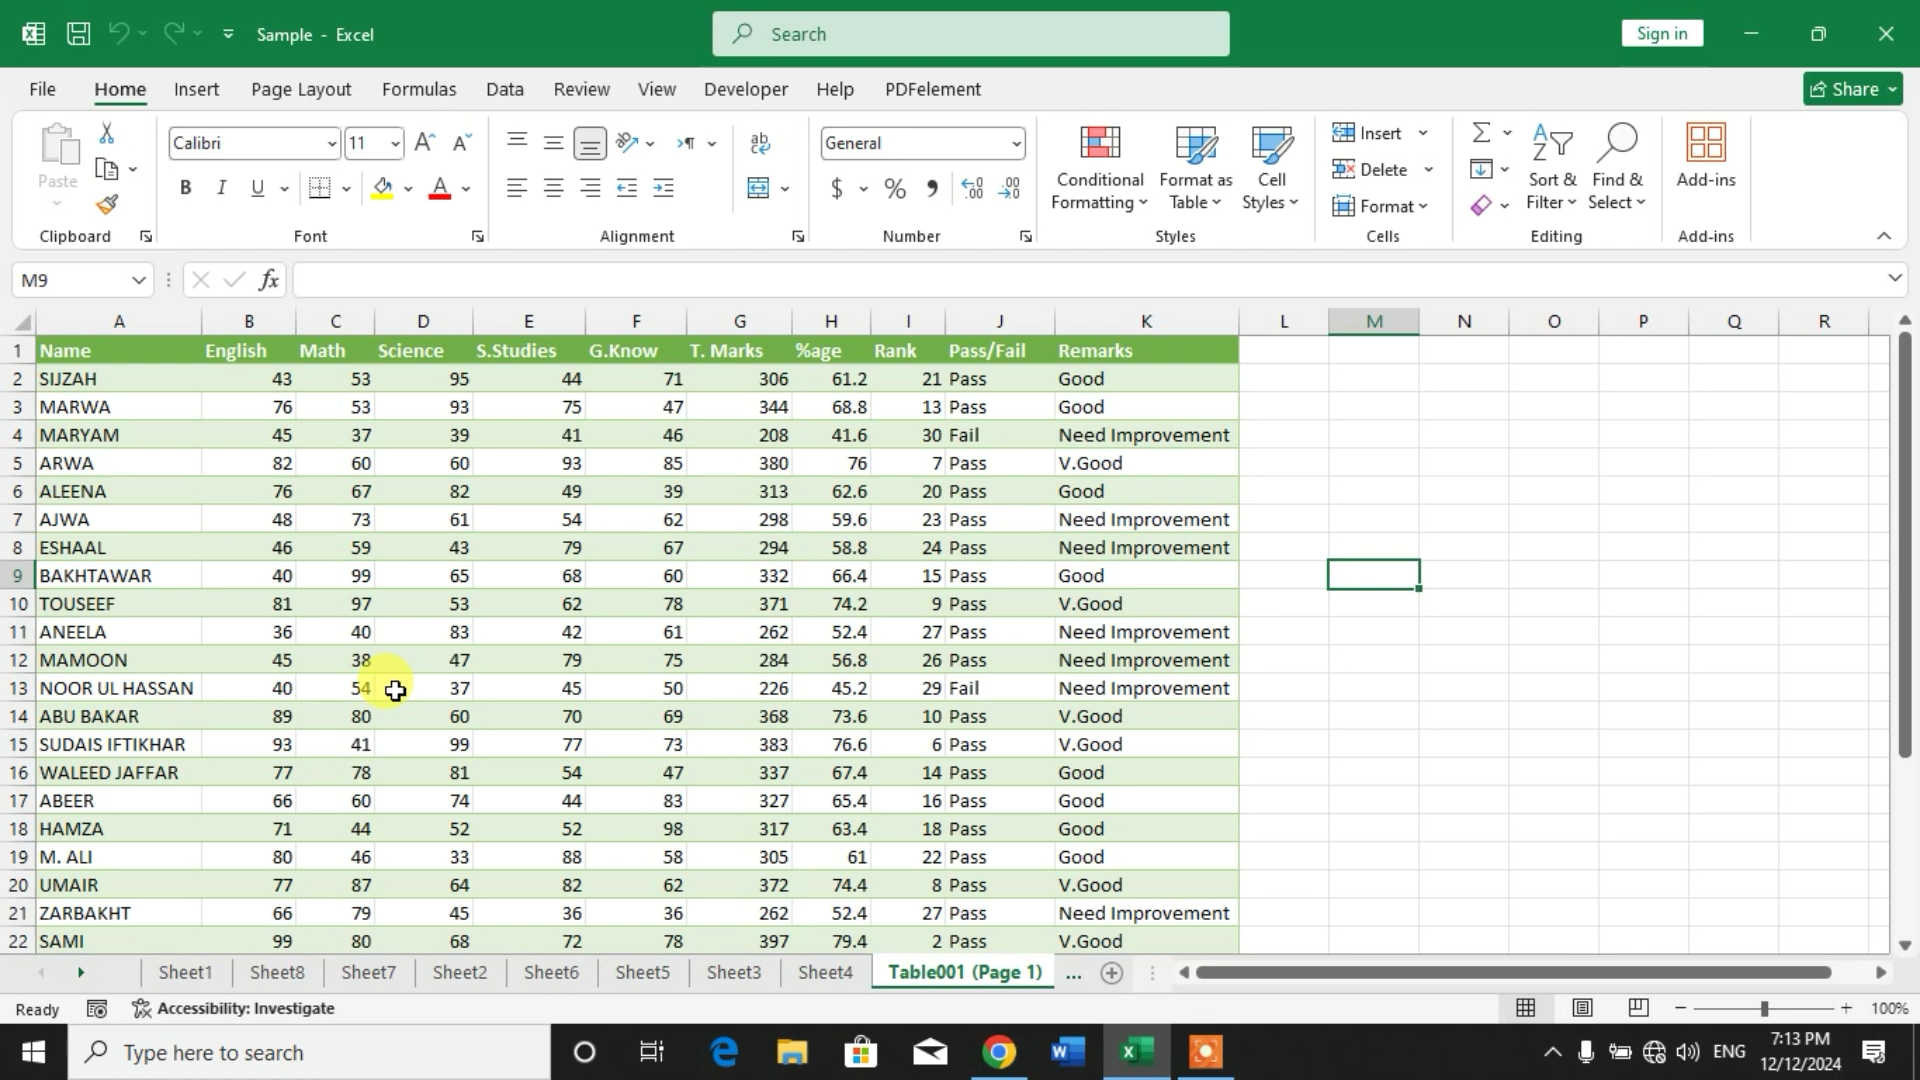 Sample - Excel
Search
Sign in
File Home Insert Page Layout Formulas Data Review View Developer Help PDFelement
Share
Paste
Calibri 11
B I U
General
Conditional Formatting
Format as Table
Cell Styles
Insert
Delete
Format
Sort & Filter
Find & Select
Add-ins
Clipboard Font Alignment Number Styles Cells Editing Add-ins
M9
fx
A B C D E F G H I J K L M N O P Q R
1 Name English Math Science S.Studies G.Know T. Marks %age Rank Pass/Fail Remarks
2 SIJZAH 43 53 95 44 71 306 61.2 21 Pass Good
3 MARWA 76 53 93 75 47 344 68.8 13 Pass Good
4 MARYAM 45 37 39 41 46 208 41.6 30 Fail Need Improvement
5 ARWA 82 60 60 93 85 380 76 7 Pass V.Good
6 ALEENA 76 67 82 49 39 313 62.6 20 Pass Good
7 AJWA 48 73 61 54 62 298 59.6 23 Pass Need Improvement
8 ESHAAL 46 59 43 79 67 294 58.8 24 Pass Need Improvement
9 BAKHTAWAR 40 99 65 68 60 332 66.4 15 Pass Good
10 TOUSEEF 81 97 53 62 78 371 74.2 9 Pass V.Good
11 ANEELA 36 40 83 42 61 262 52.4 27 Pass Need Improvement
12 MAMOON 45 38 47 79 75 284 56.8 26 Pass Need Improvement
13 NOOR UL HASSAN 40 54 37 45 50 226 45.2 29 Fail Need Improvement
14 ABU BAKAR 89 80 60 70 69 368 73.6 10 Pass V.Good
15 SUDAIS IFTIKHAR 93 41 99 77 73 383 76.6 6 Pass V.Good
16 WALEED JAFFAR 77 78 81 54 47 337 67.4 14 Pass Good
17 ABEER 66 60 74 44 83 327 65.4 16 Pass Good
18 HAMZA 71 44 52 52 98 317 63.4 18 Pass Good
19 M. ALI 80 46 33 88 58 305 61 22 Pass Good
20 UMAIR 77 87 64 82 62 372 74.4 8 Pass V.Good
21 ZARBAKHT 66 79 45 36 36 262 52.4 27 Pass Need Improvement
22 SAMI 99 80 68 72 78 397 79.4 2 Pass V.Good
Sheet1 Sheet8 Sheet7 Sheet2 Sheet6 Sheet5 Sheet3 Sheet4 Table001 (Page 1) ...
Ready Accessibility: Investigate 100%
Type here to search
ENG
7:13 PM
12/12/2024